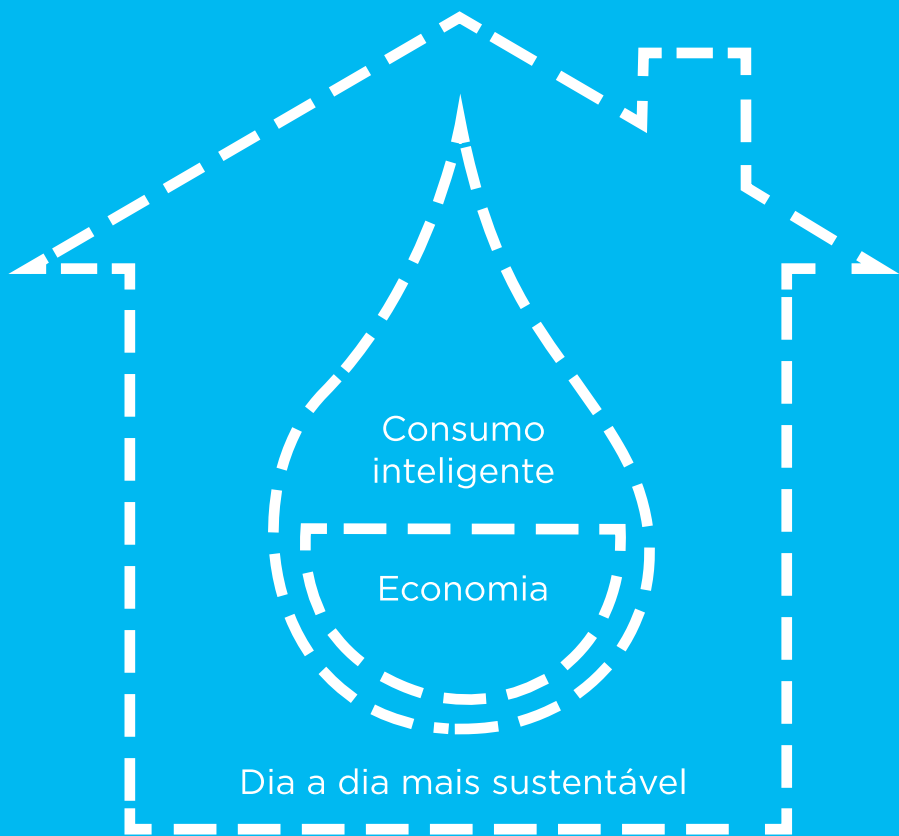 Consumo
inteligente
Economia
Dia a dia mais sustentável